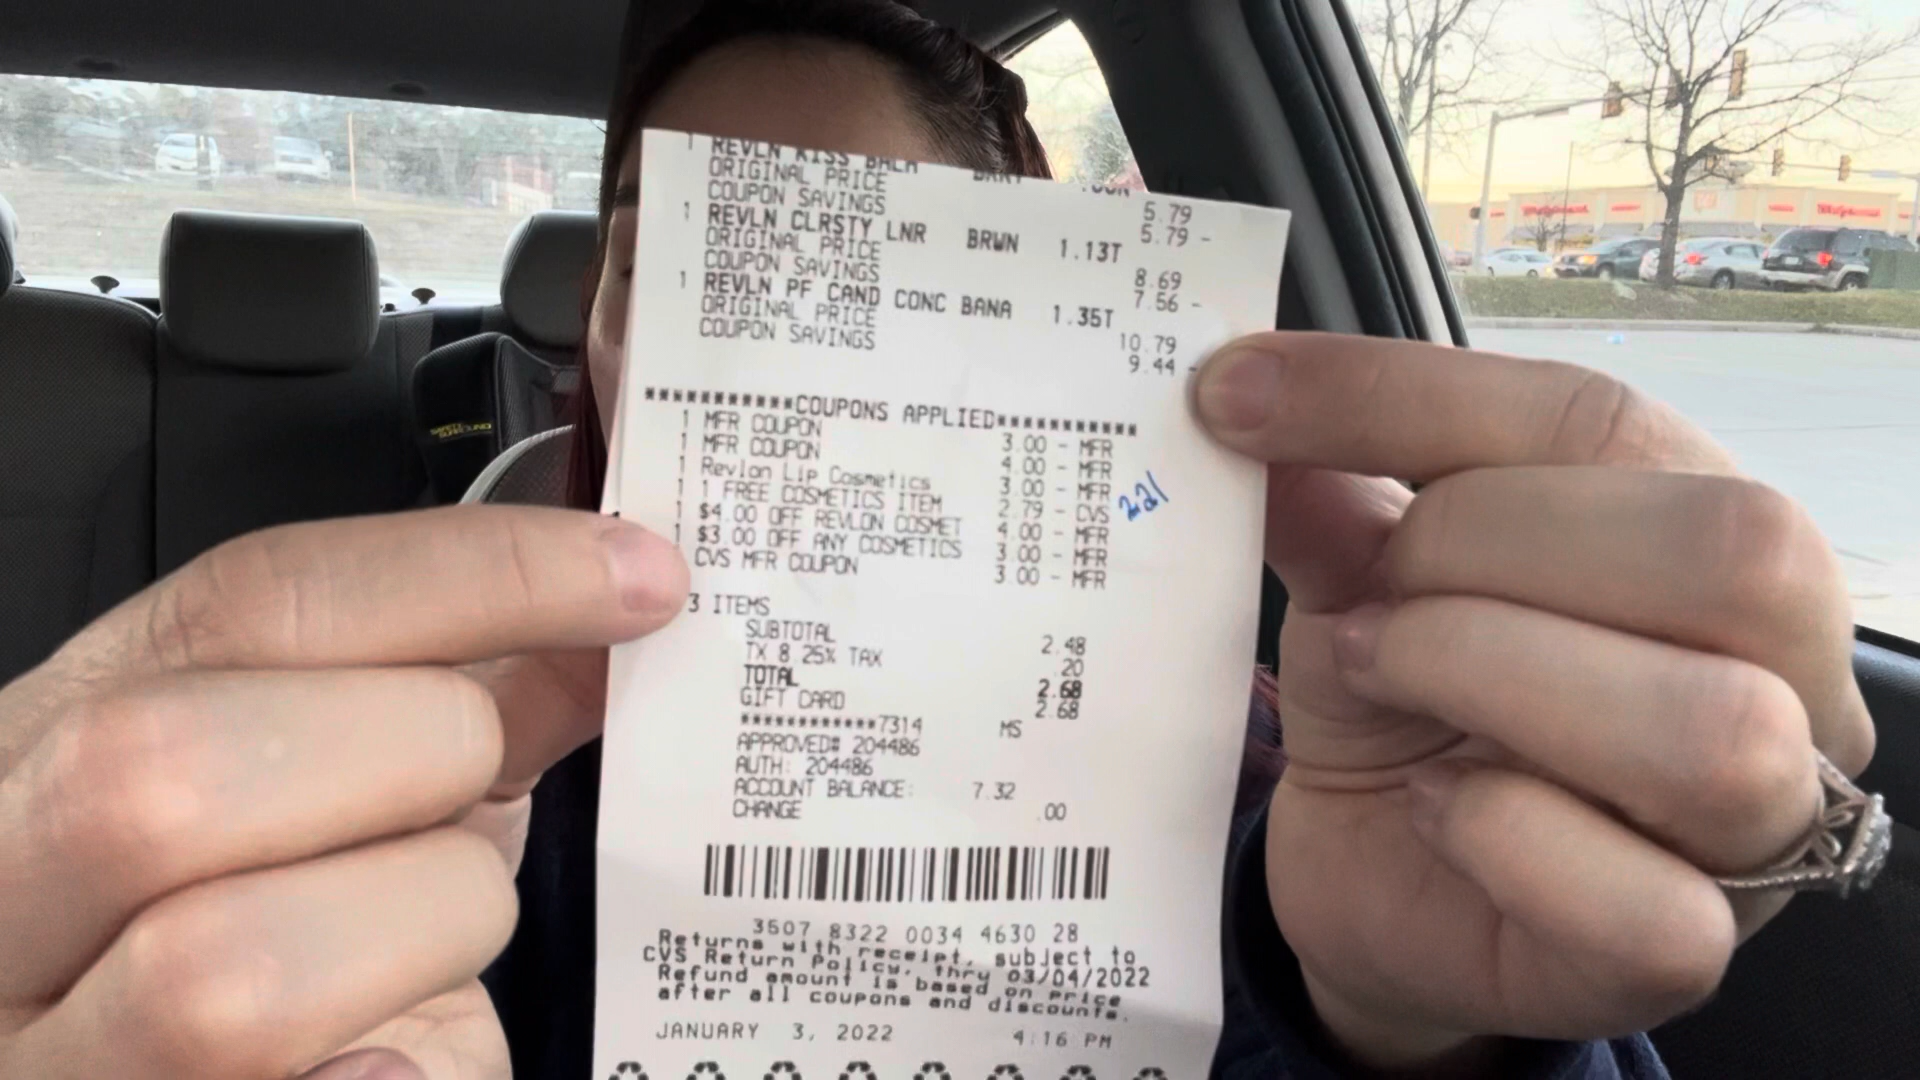 1 REVLN KISS BALM
ORIGINAL PRICE 5.79
COUPON SAVINGS 5.79 -
1 REVLN CLRSTY LNR BRWN 1.13T
ORIGINAL PRICE 8.69
COUPON SAVINGS 7.56 -
1 REVLN PF CAND CONC BANA 1.35T
ORIGINAL PRICE 10.79
COUPON SAVINGS 9.44 -
***********COUPONS APPLIED***********
1 MFR COUPON 3.00 - MFR
1 MFR COUPON 4.00 - MFR
1 Revlon Lip Cosmetics 3.00 - MFR
1 1 FREE COSMETICS ITEM 2.79 - CVS
1 $4.00 OFF REVLON COSMET 4.00 - MFR
1 $3.00 OFF ANY COSMETICS 3.00 - MFR
CVS MFR COUPON 3.00 - MFR
221
3 ITEMS
SUBTOTAL 2.48
TX 8.25% TAX .20
TOTAL 2.68
GIFT CARD 2.68
************7314 MS
APPROVED# 204486
AUTH: 204486
ACCOUNT BALANCE: 7.32
CHANGE .00
3507 8322 0034 4630 28
Returns with receipt, subject to
CVS Return Policy, thru 03/04/2022
Refund amount is based on price
after all coupons and discounts.
JANUARY 3, 2022 4:16 PM
Walgreens